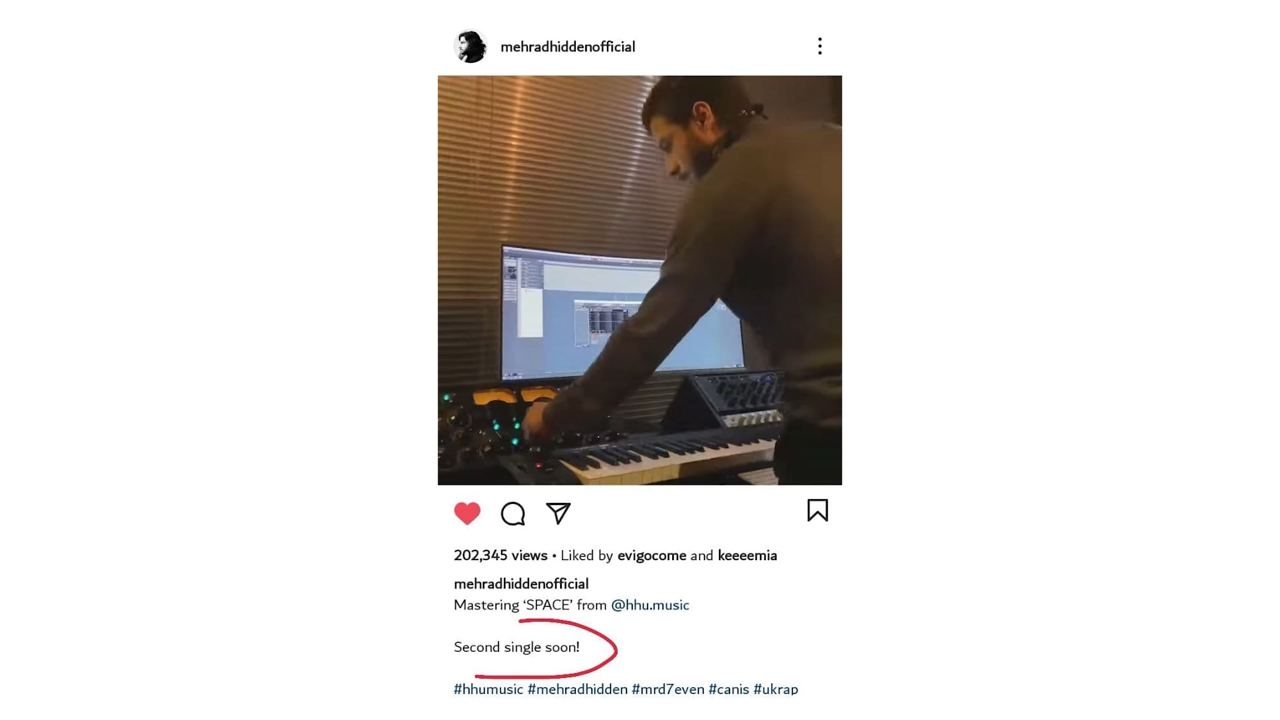 mehradhiddenofficial
202,345 views • Liked by evigocome and keeeemia
mehradhiddenofficial
Mastering ‘SPACE’ from @hhu.music
Second single soon!
#hhumusic #mehradhidden #mrd7even #canis #ukrap